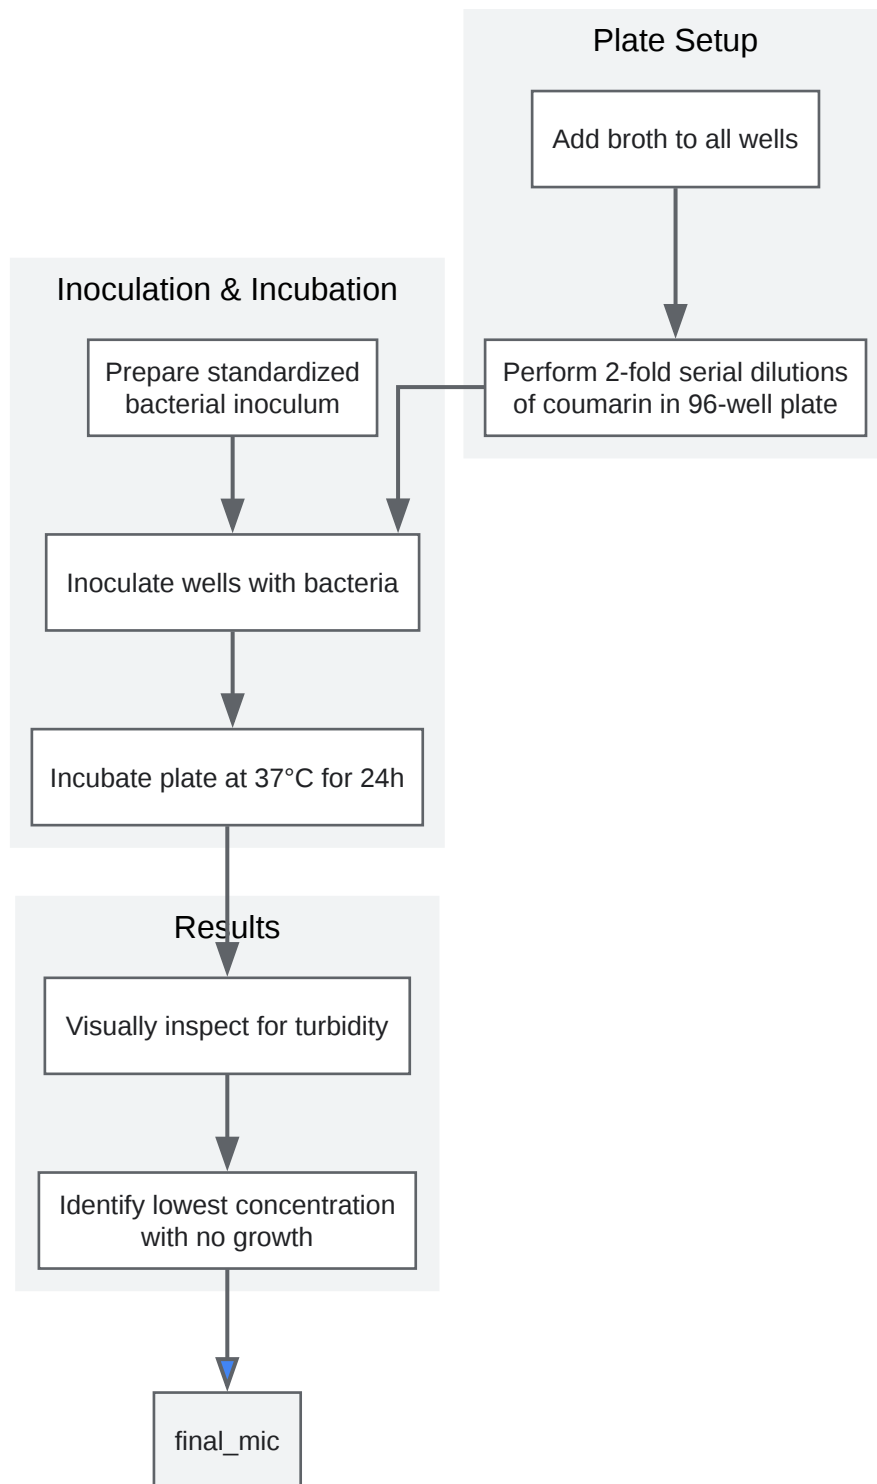 Plate Setup
Add broth to all wells
Perform 2-fold serial dilutions
of coumarin in 96-well plate
Inoculation & Incubation
Prepare standardized
bacterial inoculum
Inoculate wells with bacteria
Incubate plate at 37°C for 24h
Results
Visually inspect for turbidity
Identify lowest concentration
with no growth
final_mic